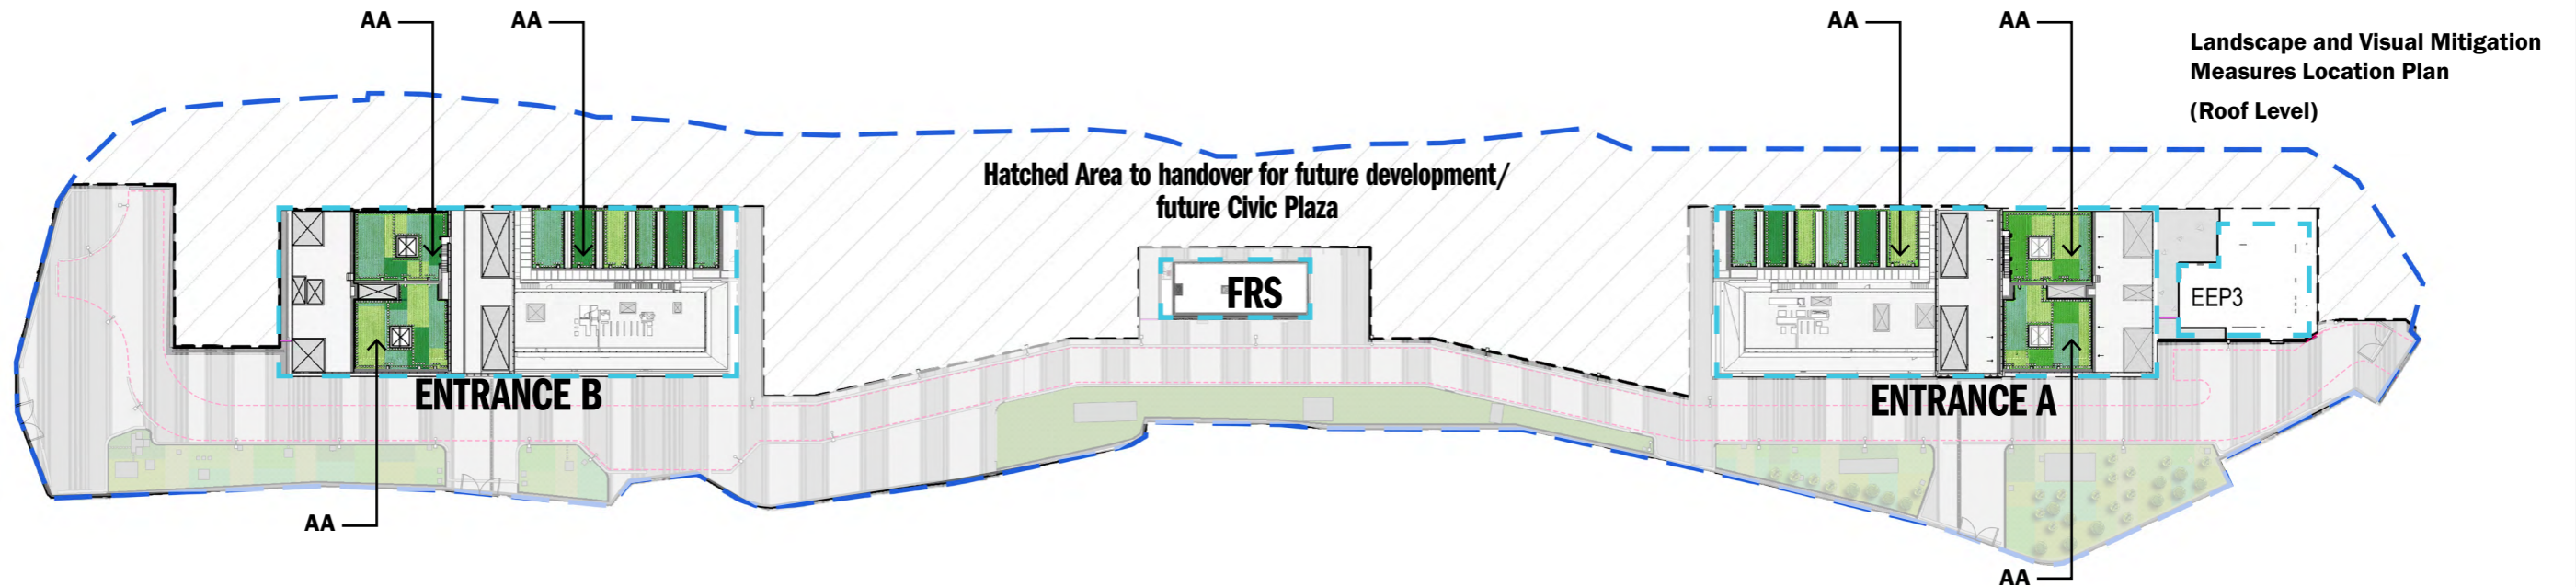 AA
AA
AA
AA
Landscape and Visual Mitigation
Measures Location Plan
(Roof Level)
Hatched Area to handover for future development/
future Civic Plaza
FRS
EEP3
ENTRANCE B
ENTRANCE A
AA
AA